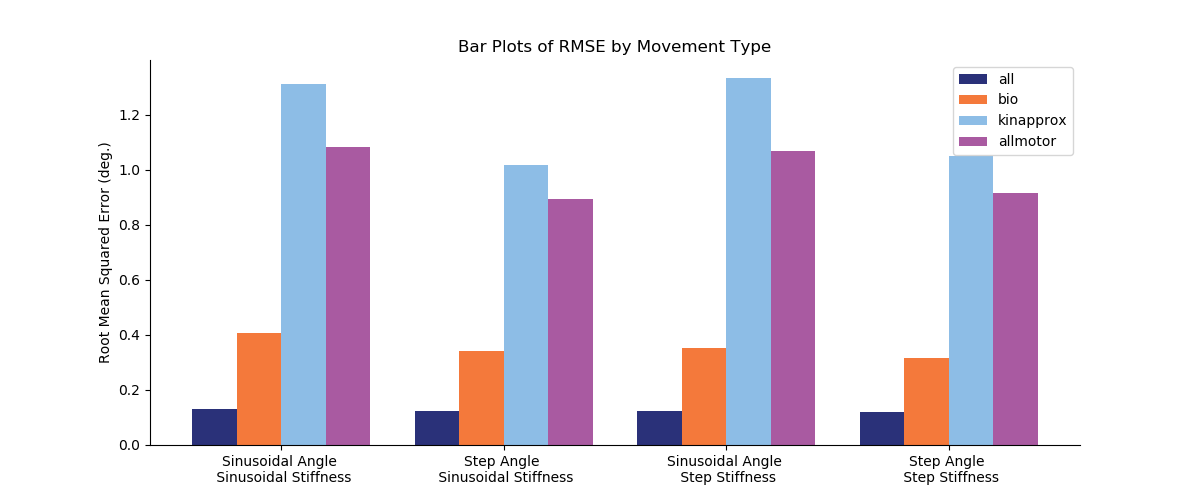 Bar Plots of RMSE by Movement Type
all
bio
kinapprox
allmotor
Root Mean Squared Error (deg.)
1.2
1.0
0.8
0.6
0.4
0.2
0.0
Sinusoidal Angle
Sinusoidal Stiffness
Step Angle
Sinusoidal Stiffness
Sinusoidal Angle
Step Stiffness
Step Angle
Step Stiffness